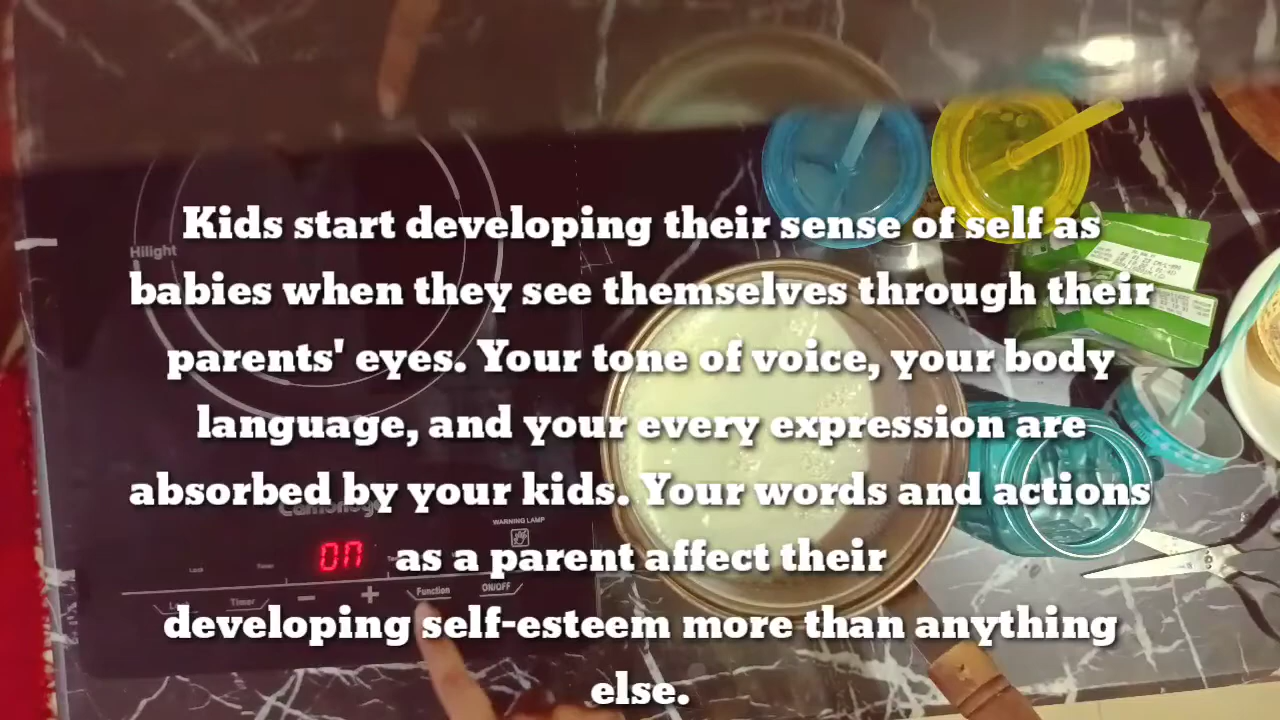 Kids start developing their sense of self as
Hilight
babies when they see themselves through their
parents' eyes. Your tone of voice, your body
language, and your every expression are
absorbed by your kids. Your words and actions
WARNING LAMP
on
as a parent affect their
Timer
− +
Function
ON/OFF
developing self-esteem more than anything
else.